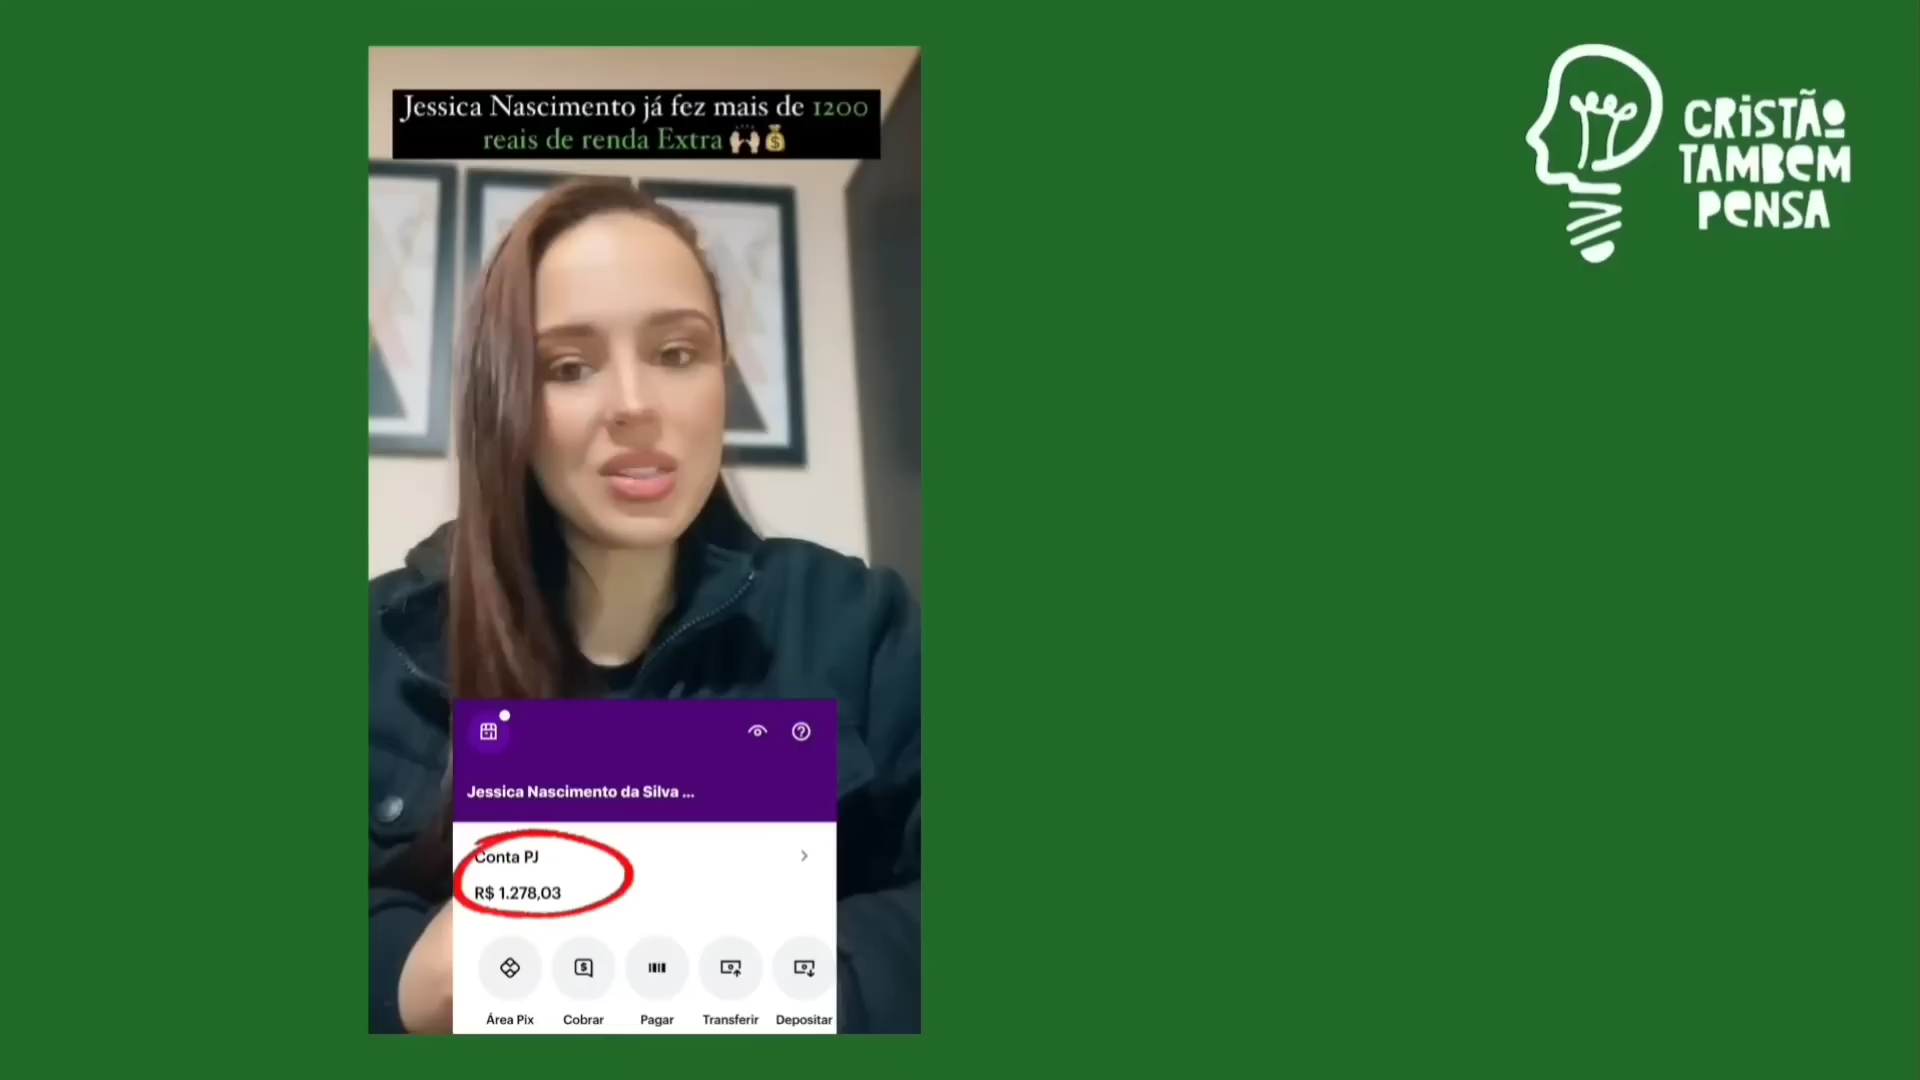 Jessica Nascimento já fez mais de 1200
reais de renda Extra 🙌🏻💰
CRISTÃO
TAMBÉM
PENSA
Jessica Nascimento da Silva ...
Conta PJ
R$ 1.278,03
Área Pix
Cobrar
Pagar
Transferir
Depositar